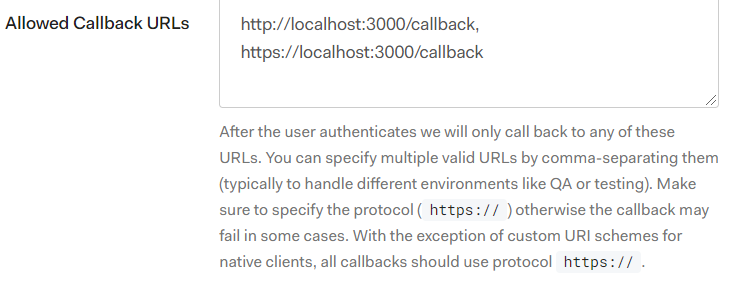 Allowed Callback URLs
http://localhost:3000/callback,
https://localhost:3000/callback
After the user authenticates we will only call back to any of these
URLs. You can specify multiple valid URLs by comma-separating them
(typically to handle different environments like QA or testing). Make
sure to specify the protocol ( https:// ) otherwise the callback may
fail in some cases. With the exception of custom URI schemes for
native clients, all callbacks should use protocol https:// .